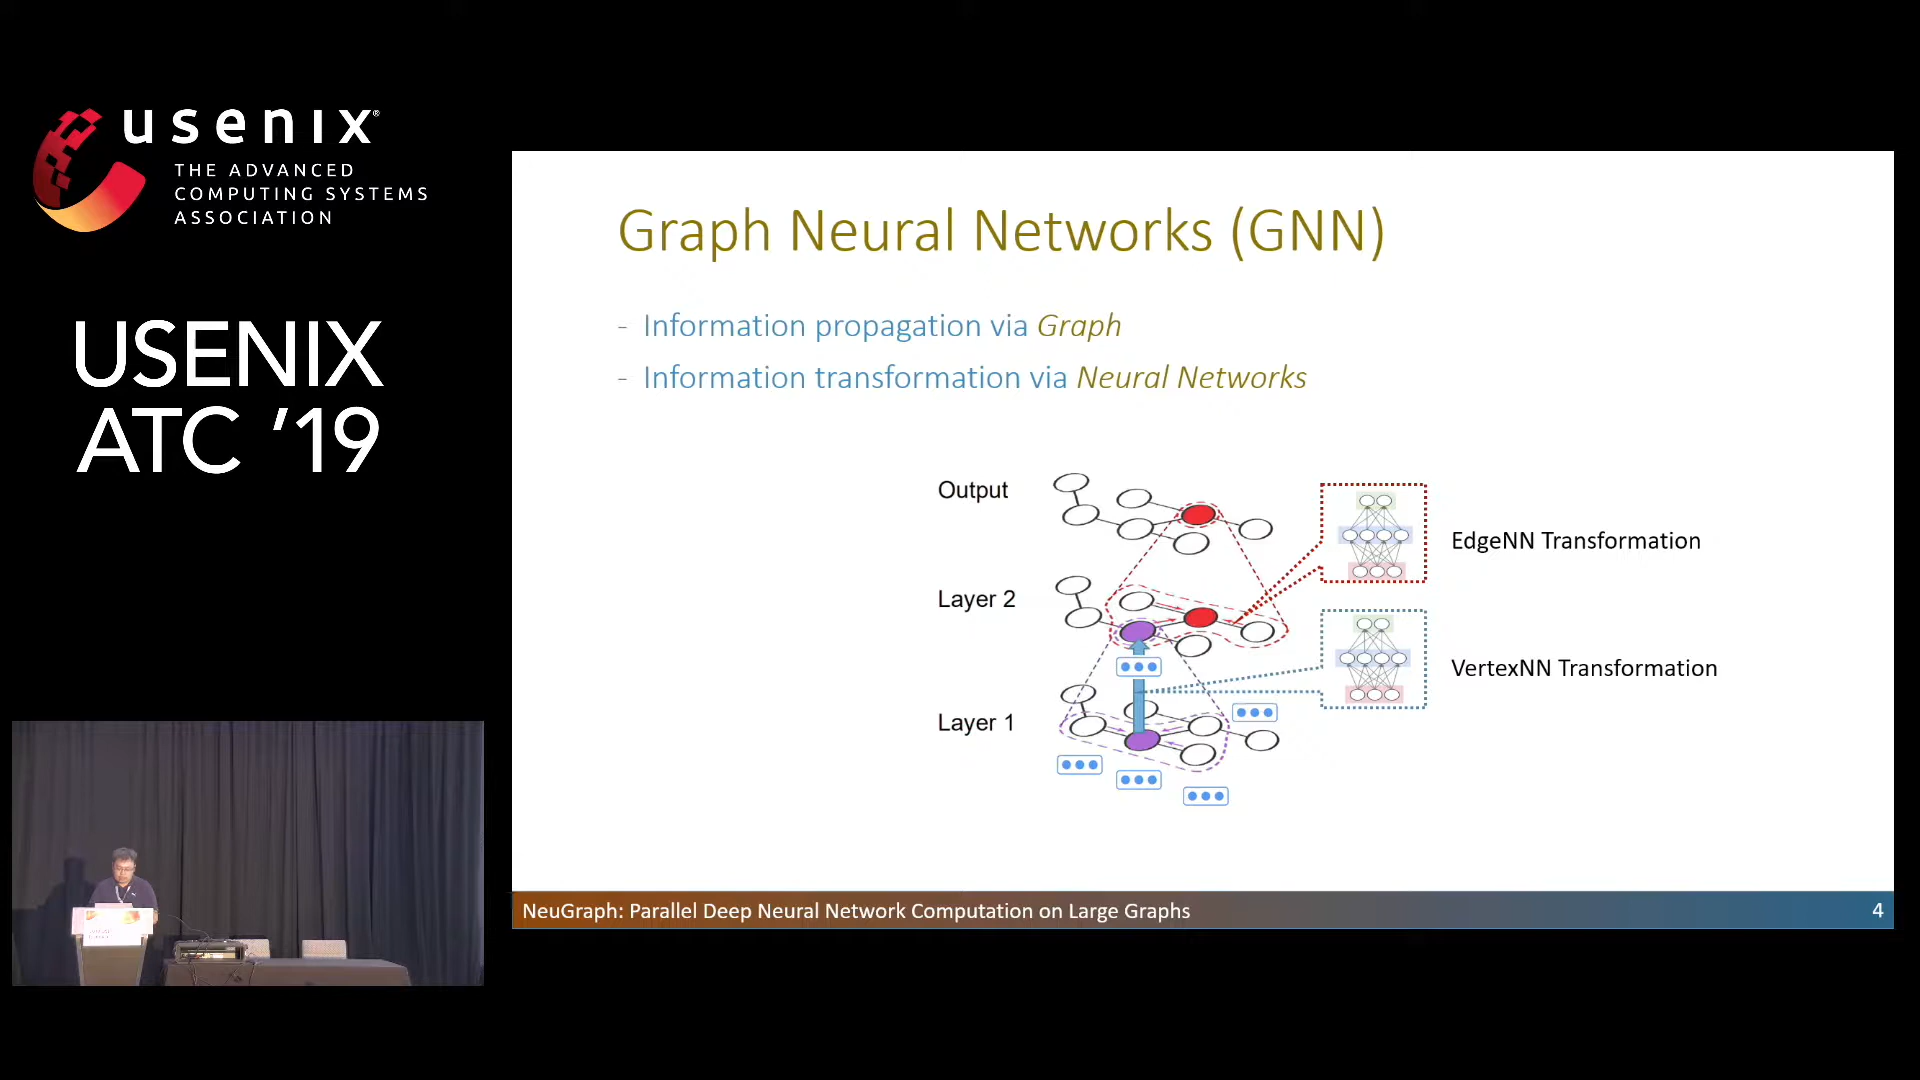 usenix®
THE ADVANCED
COMPUTING SYSTEMS
ASSOCIATION
USENIX
ATC ’19
Graph Neural Networks (GNN)
- Information propagation via Graph
- Information transformation via Neural Networks
Output
Layer 2
Layer 1
EdgeNN Transformation
VertexNN Transformation
NeuGraph: Parallel Deep Neural Network Computation on Large Graphs
4